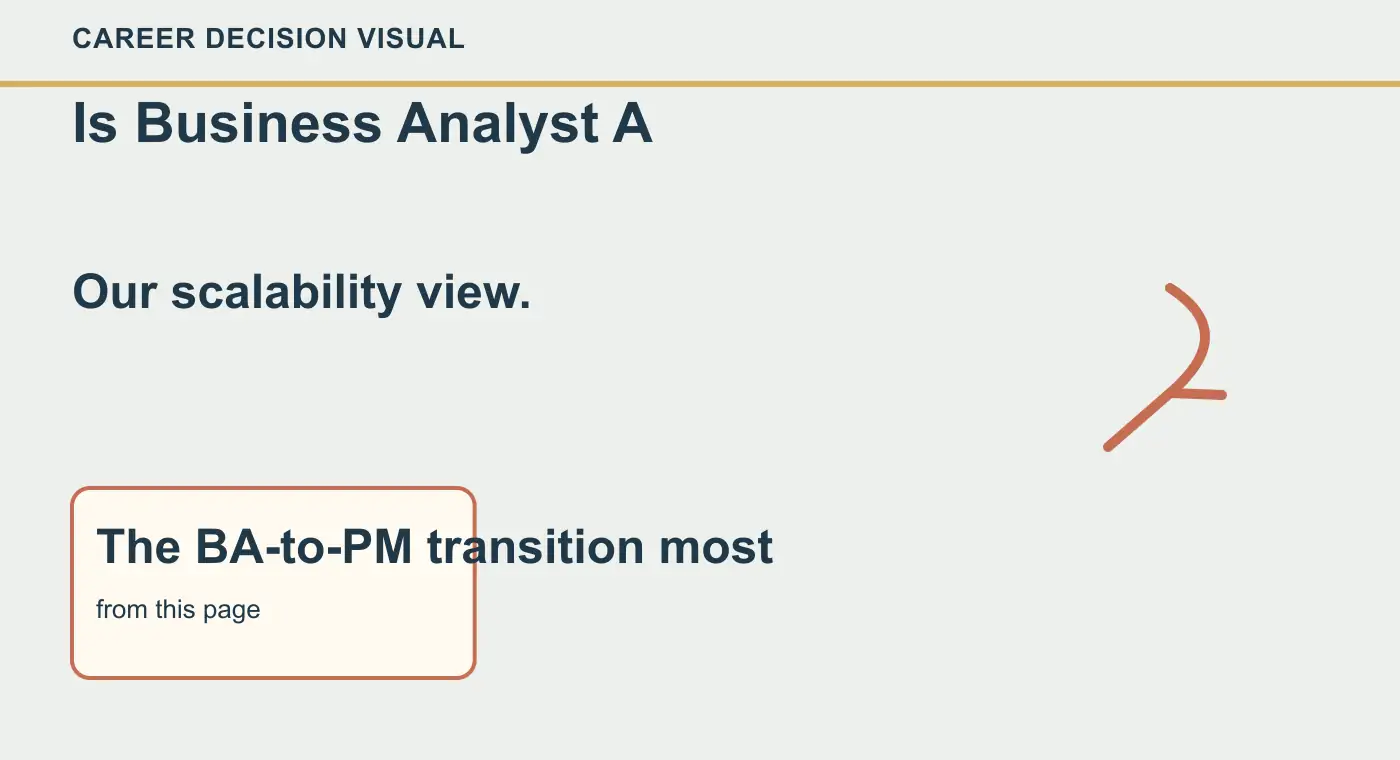 CAREER DECISION VISUAL
Is Business Analyst A
Our scalability view.
The BA-to-PM transition most
from this page